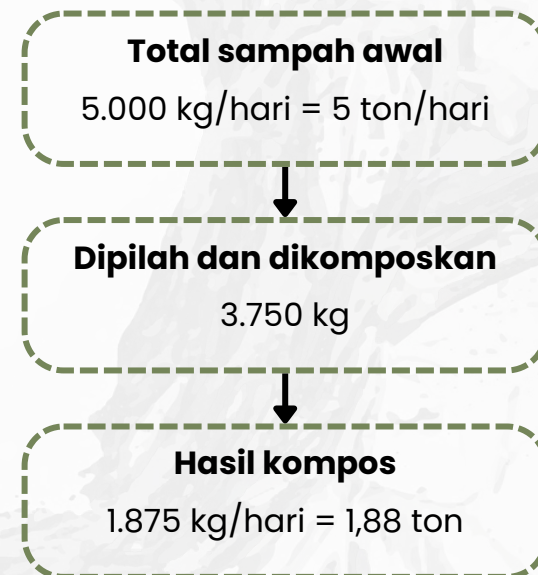 Total sampah awal
5.000 kg/hari = 5 ton/hari
Dipilah dan dikomposkan
3.750 kg
Hasil kompos
1.875 kg/hari = 1,88 ton